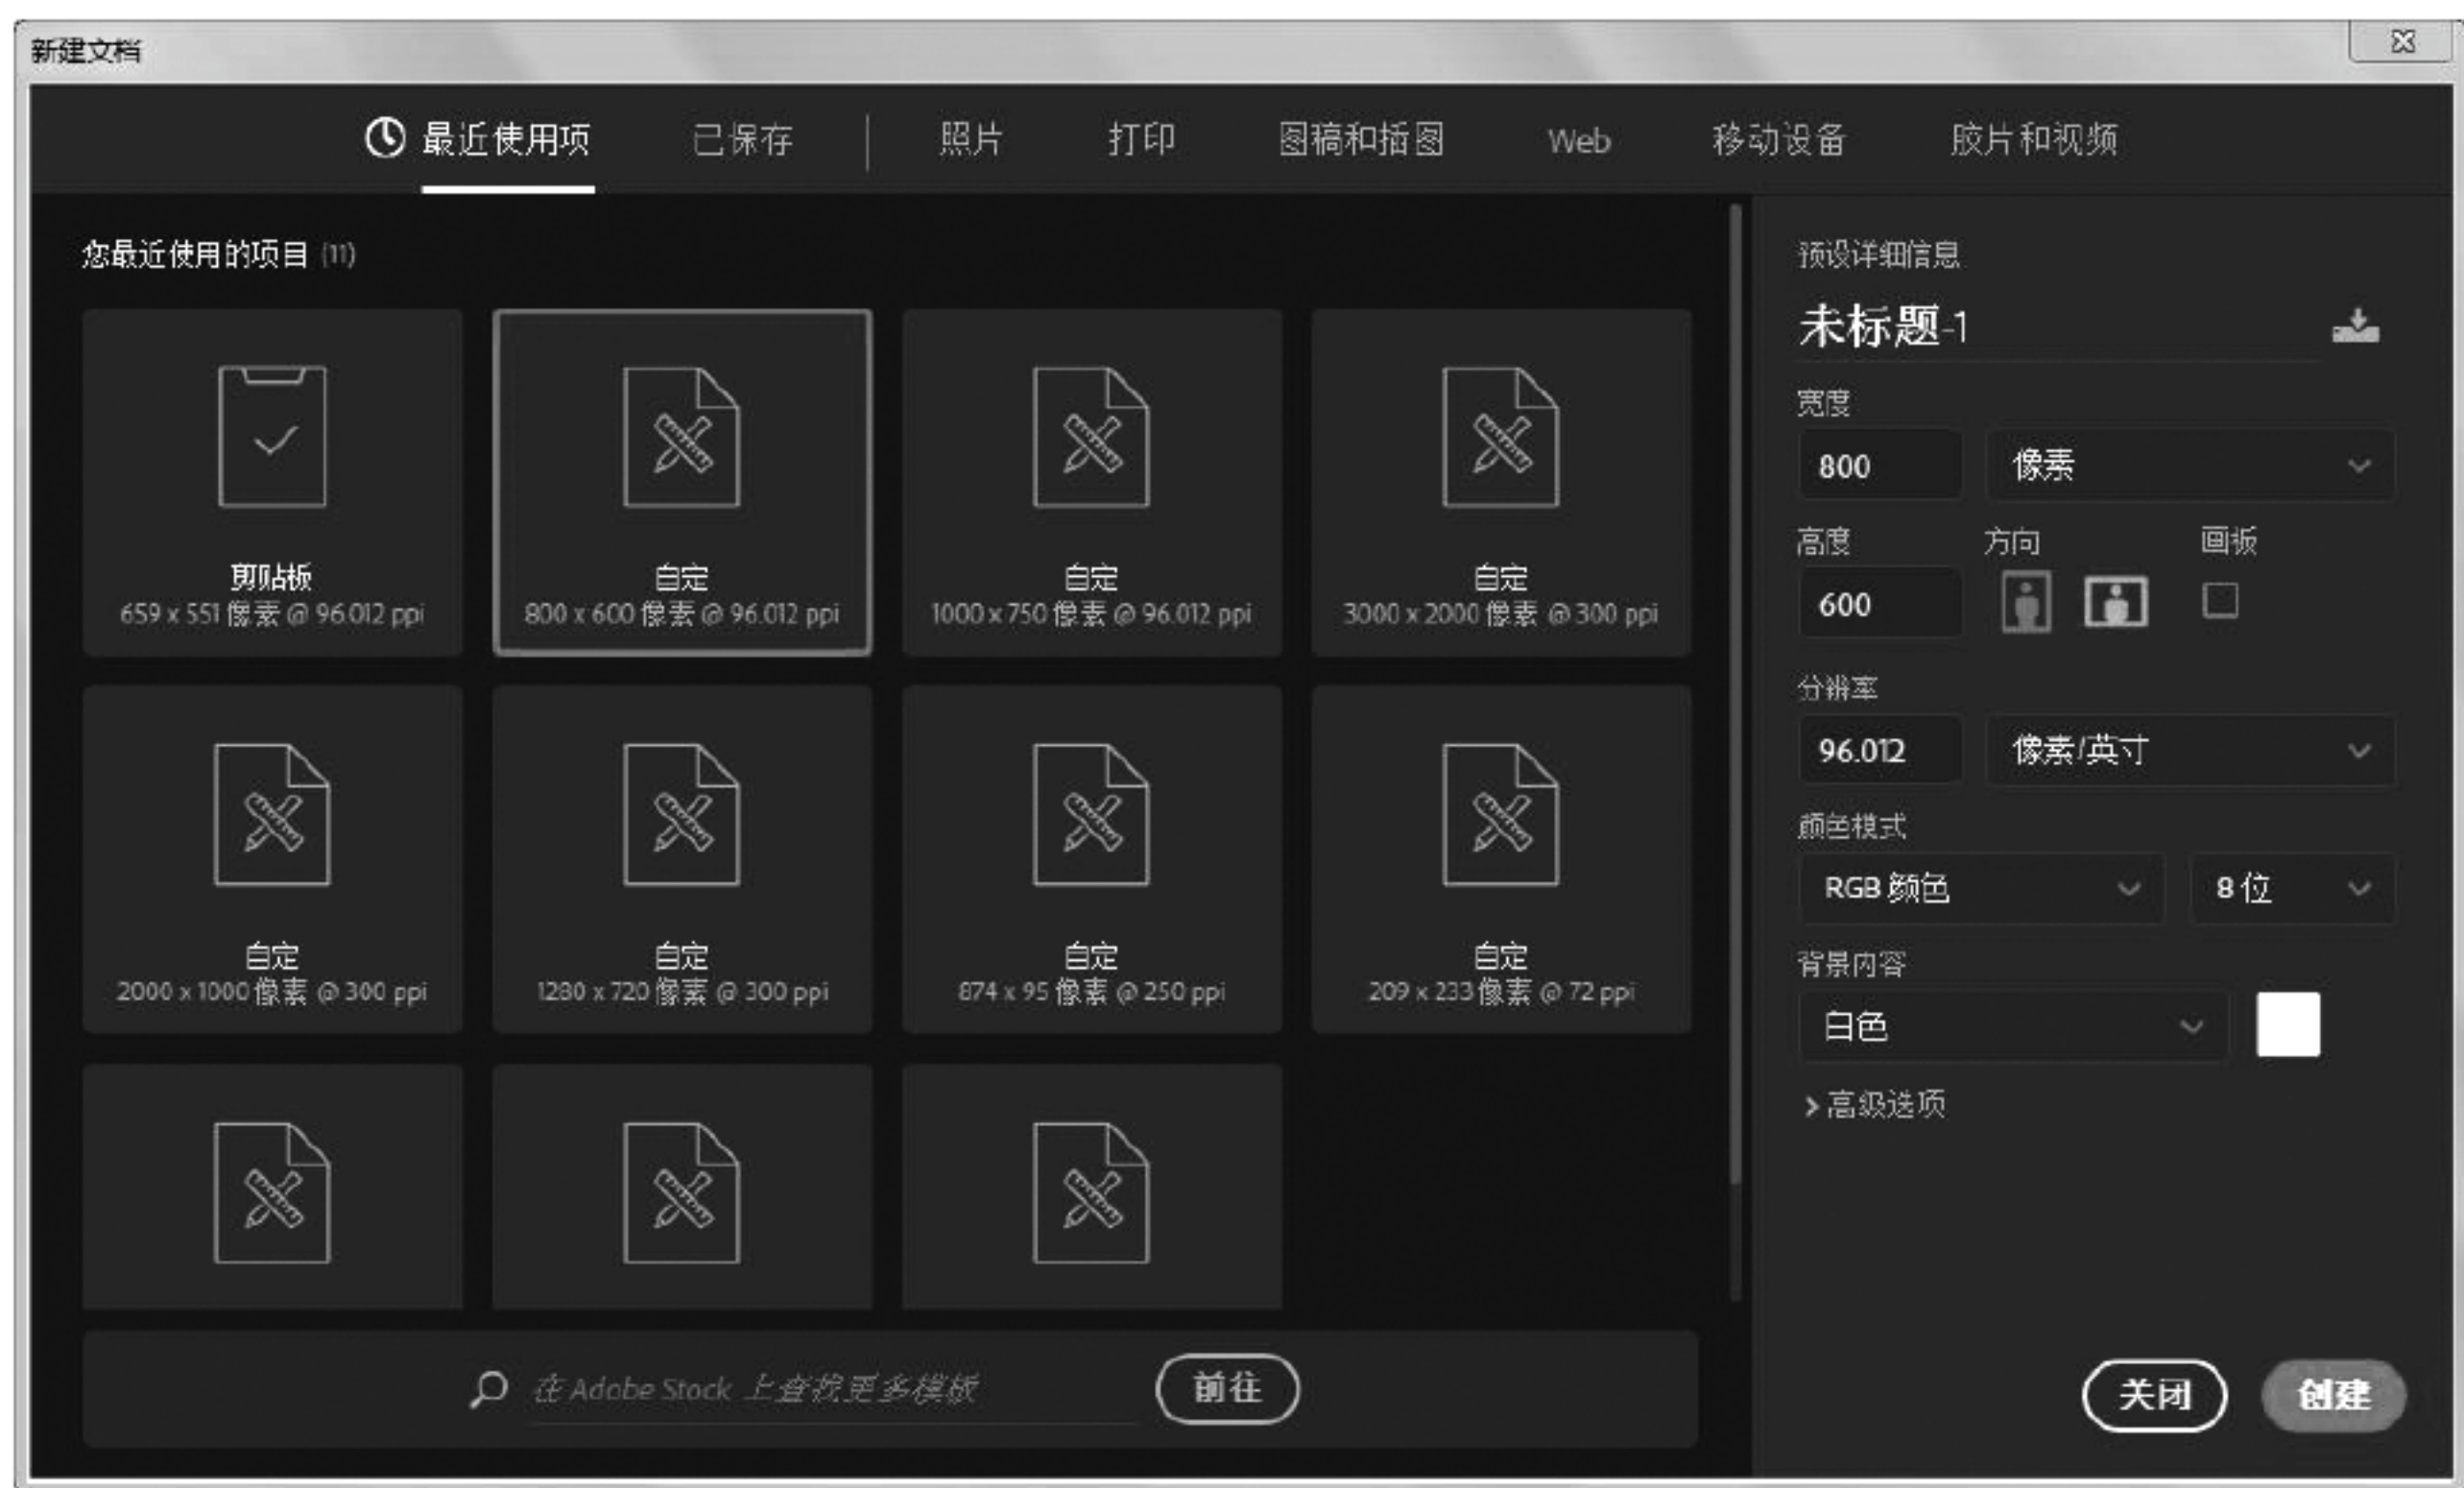 新建文档
最近使用项 已保存 照片 打印 图稿和插图 Web 移动设备 胶片和视频
您最近使用的项目 (11)
剪贴板
659 x 551 像素 @ 96.012 ppi
自定
800 x 600 像素 @ 96.012 ppi
自定
1000 x 750 像素 @ 96.012 ppi
自定
3000 x 2000 像素 @ 300 ppi
自定
2000 x 1000 像素 @ 300 ppi
自定
1280 x 720 像素 @ 300 ppi
自定
874 x 95 像素 @ 250 ppi
自定
209 x 233 像素 @ 72 ppi
在 Adobe Stock 上查找更多模板
前往
预设详细信息
未标题-1
宽度
800 像素
高度 方向 画板
600
分辨率
96.012 像素/英寸
颜色模式
RGB 颜色 8 位
背景内容
白色
高级选项
关闭 创建